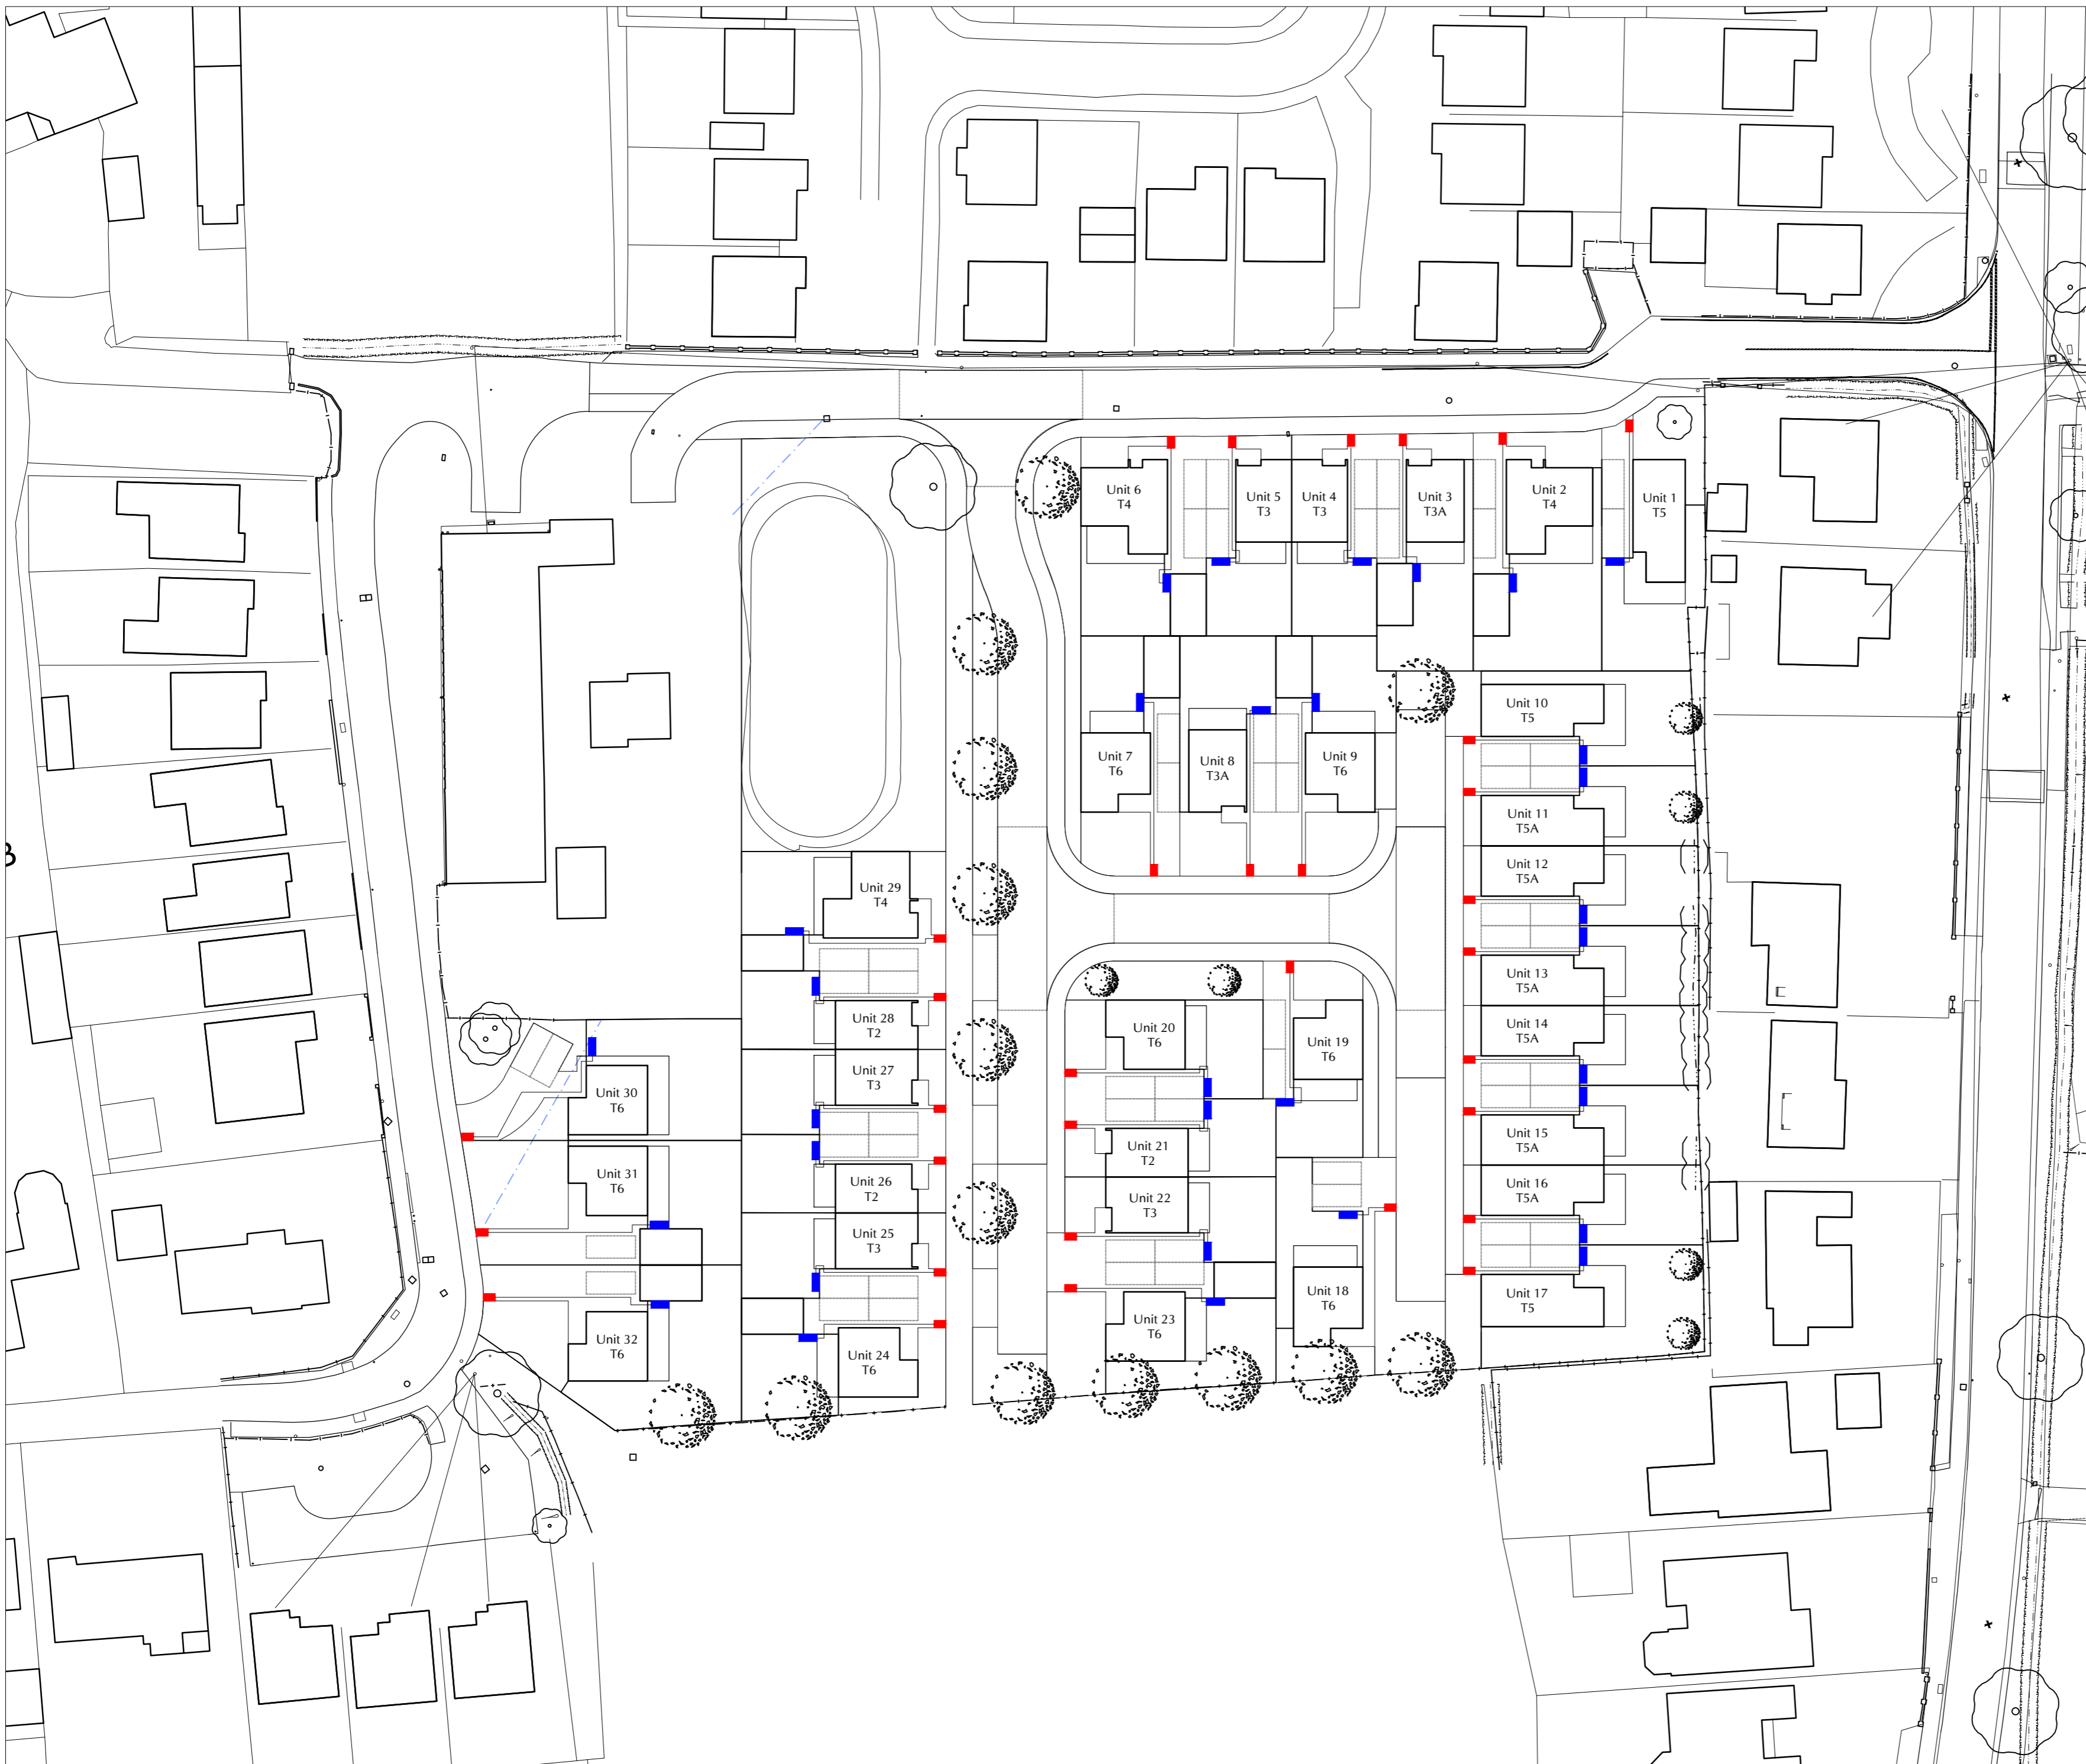 Unit 6
T4
Unit 5
T3
Unit 4
T3
Unit 3
T3A
Unit 2
T4
Unit 1
T5
Unit 10
T5
Unit 7
T6
Unit 8
T3A
Unit 9
T6
Unit 11
T5A
Unit 12
T5A
Unit 29
T4
Unit 13
T5A
Unit 28
T2
Unit 20
T6
Unit 19
T6
Unit 14
T5A
Unit 27
T3
Unit 30
T6
Unit 21
T2
Unit 15
T5A
Unit 31
T6
Unit 26
T2
Unit 22
T3
Unit 16
T5A
Unit 25
T3
Unit 18
T6
Unit 17
T5
Unit 32
T6
Unit 24
T6
Unit 23
T6